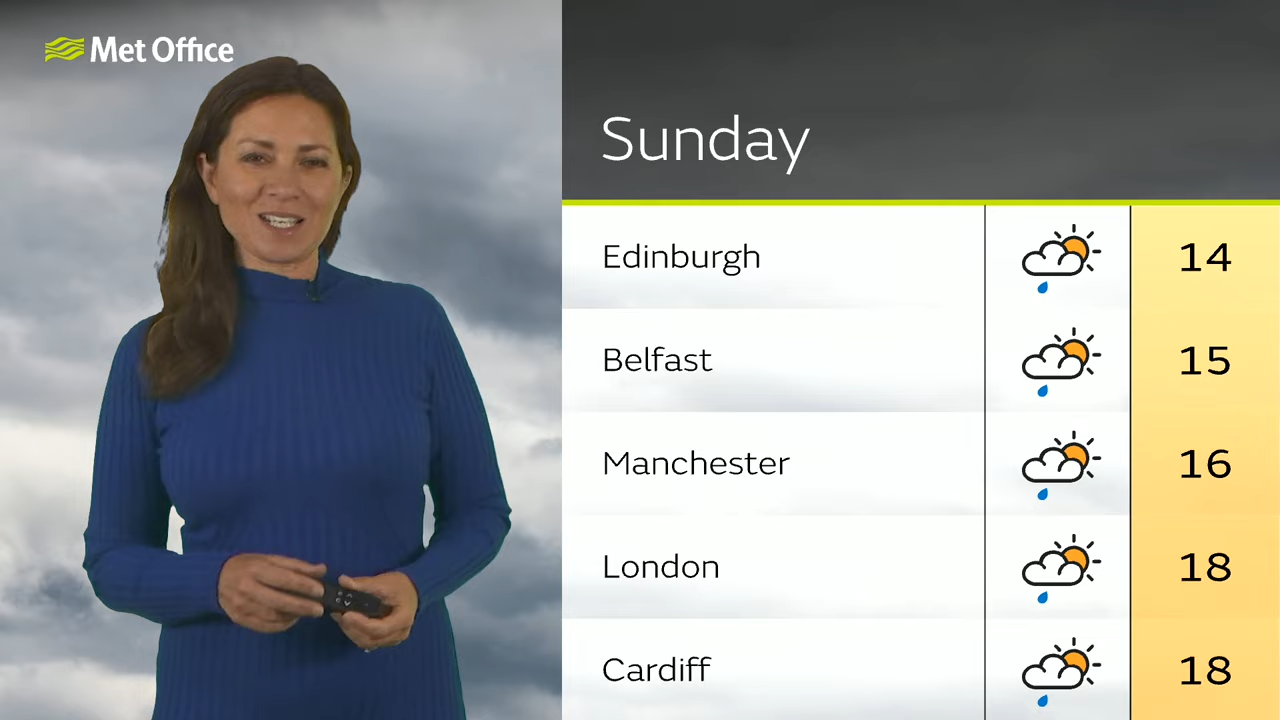 Met Office
Sunday
Edinburgh 14
Belfast 15
Manchester 16
London 18
Cardiff 18